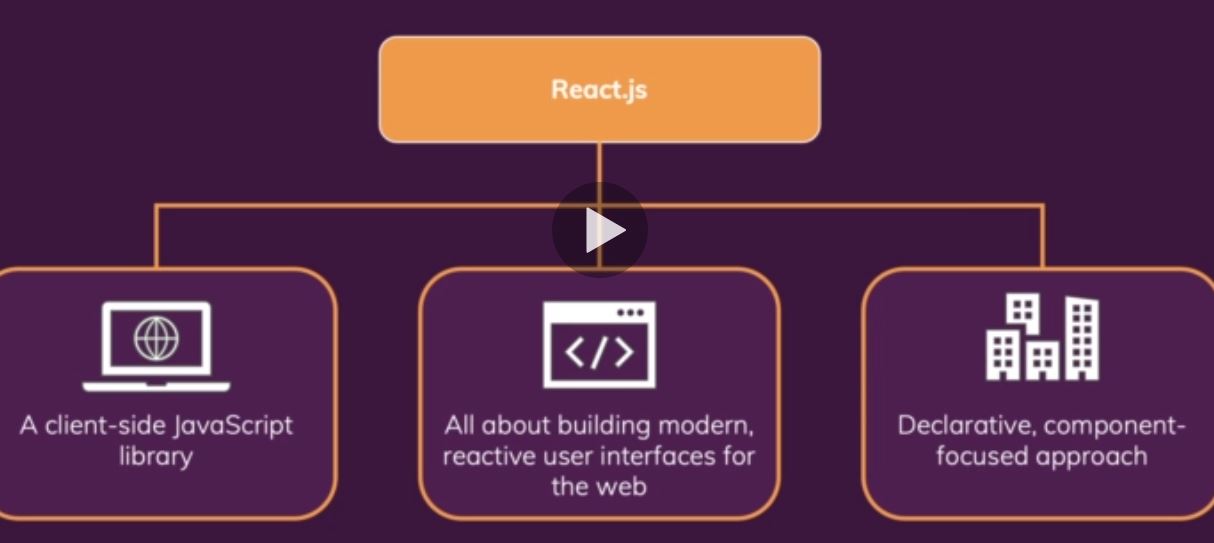 React.js
A client-side JavaScript
library
All about building modern,
reactive user interfaces for
the web
Declarative, component-
focused approach